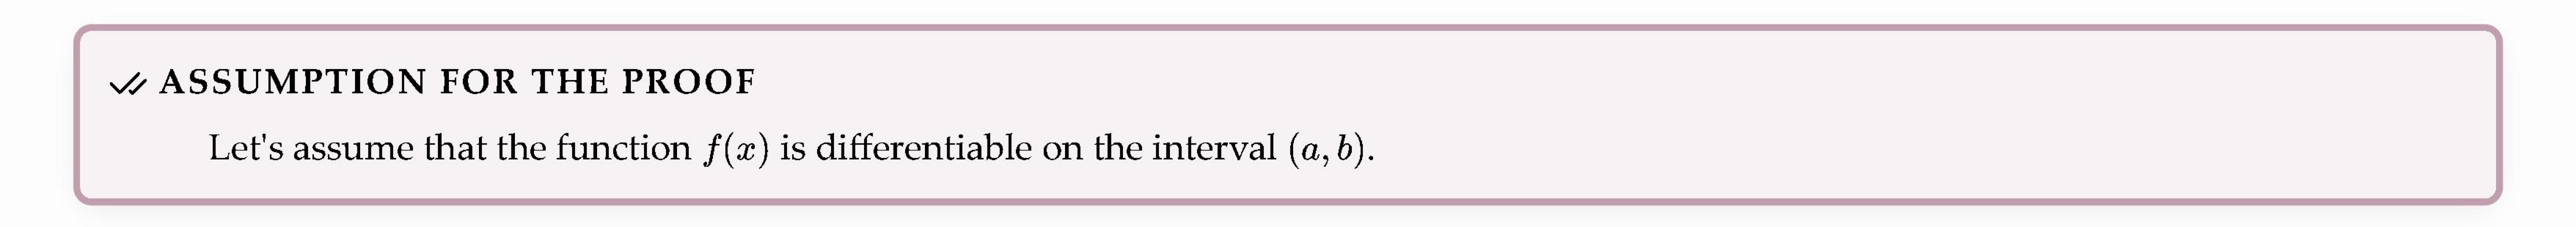 ASSUMPTION FOR THE PROOF
Let's assume that the function f(x) is differentiable on the interval (a, b).